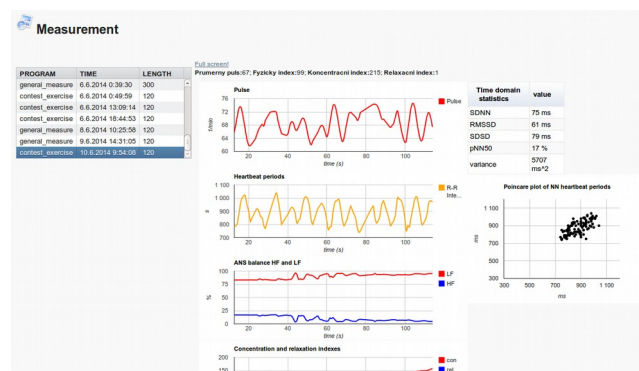 Measurement
Full screen!
Prumerny puls:67; Fyzicky index:99; Koncentracni index:215; Relaxacni index:1
PROGRAM TIME LENGTH
general_measure 6.6.2014 0:39:30 300
contest_exercise 6.6.2014 0:49:59 120
contest_exercise 6.6.2014 13:09:14 120
contest_exercise 6.6.2014 18:44:53 120
general_measure 8.6.2014 10:25:58 120
general_measure 9.6.2014 14:31:05 120
contest_exercise 10.6.2014 9:54:06 120
Pulse
76
72
68
64
60
1/min
20 40 60 80 100
time (s)
Pulse
Heartbeat periods
1 100
1 000
900
800
700
s
20 40 60 80 100
time (s)
R-R
Inte...
ANS balance HF and LF
100
75
50
25
0
%
20 40 60 80 100
time (s)
LF
HF
Concentration and relaxation indexes
200
150
con
rel
Time domain statistics value
SDNN 75 ms
RMSSD 61 ms
SDSD 79 ms
pNN50 17 %
variance 5707 ms^2
Poincare plot of NN heartbeat periods
1 100
900
700
500
300
ms
300 500 700 900 1 100
ms